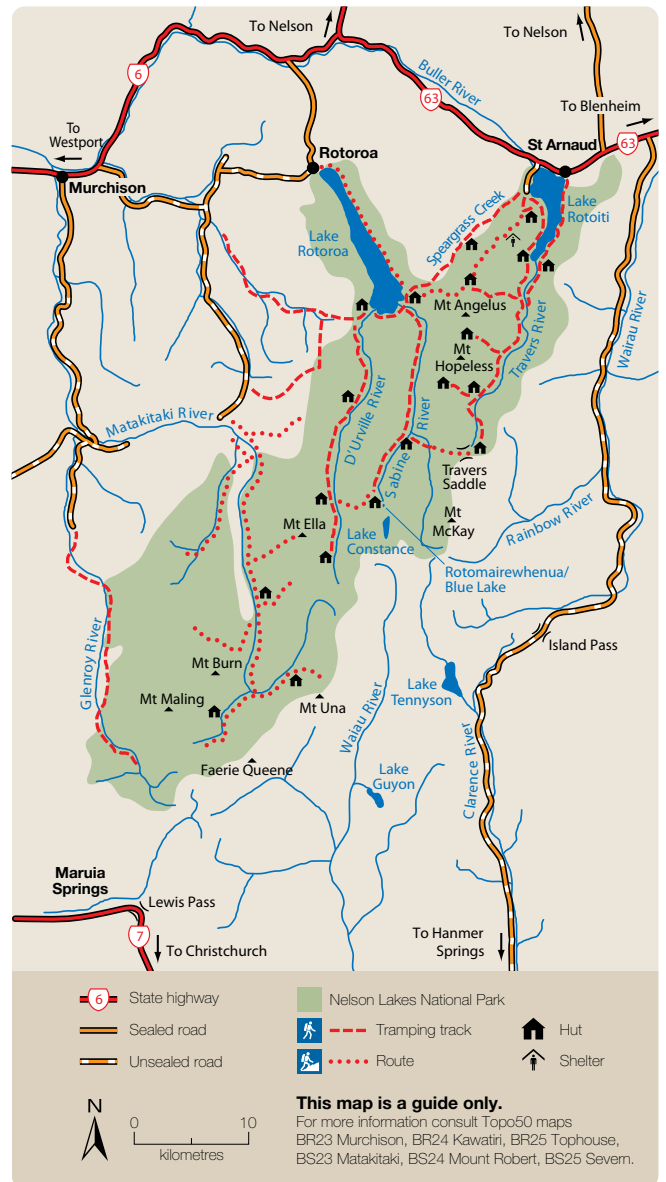 To Nelson
To Nelson
6
Buller River
63
To Blenheim
To
Westport
Rotoroa
St Arnaud
63
Murchison
Speargrass Creek
Lake
Rotoiti
Lake
Rotoroa
Mt Angelus
Wairau River
Travers River
Mt
Hopeless
D'Urville River
Matakitaki River
Sabine
River
Travers
Saddle
Mt Ella
Mt
McKay
Rainbow River
Lake
Constance
Rotomairewhenua/
Blue Lake
Glenroy River
Island Pass
Mt Burn
Lake
Tennyson
Mt Maling
Mt Una
Waiau River
Clarence River
Faerie Queene
Lake
Guyon
Maruia
Springs
Lewis Pass
7
To Christchurch
To Hanmer
Springs
6
State highway
Nelson Lakes National Park
Sealed road
Tramping track
Hut
Unsealed road
Route
Shelter
N
0
10
kilometres
This map is a guide only.
For more information consult Topo50 maps
BR23 Murchison, BR24 Kawatiri, BR25 Tophouse,
BS23 Matakitaki, BS24 Mount Robert, BS25 Severn.